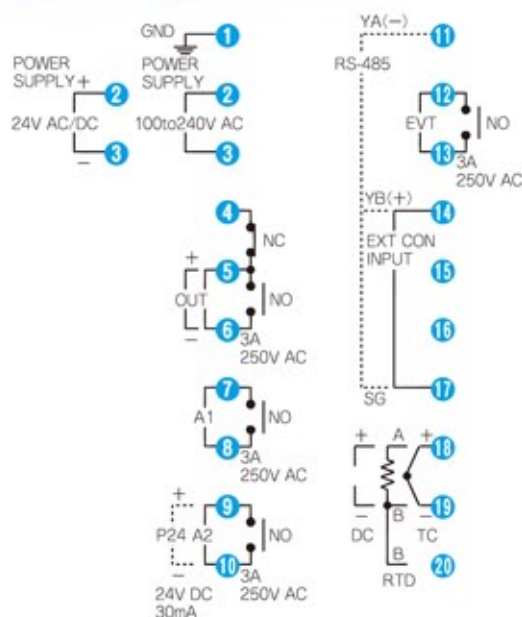 GND 1
POWER SUPPLY + 2
24V AC/DC
− 3
POWER SUPPLY 2
100to240V AC
3
4
NC
+ 5
OUT
NO
− 6
3A
250V AC
7
A1
NO
8
3A
250V AC
+ 9
P24 A2
NO
− 10
24V DC
30mA
3A
250V AC
YA(−) 11
RS-485
12
EVT
NO
13
3A
250V AC
YB(+) 14
EXT CON
INPUT
15
16
17
SG
+ A + 18
− B − 19
DC TC
B 20
RTD